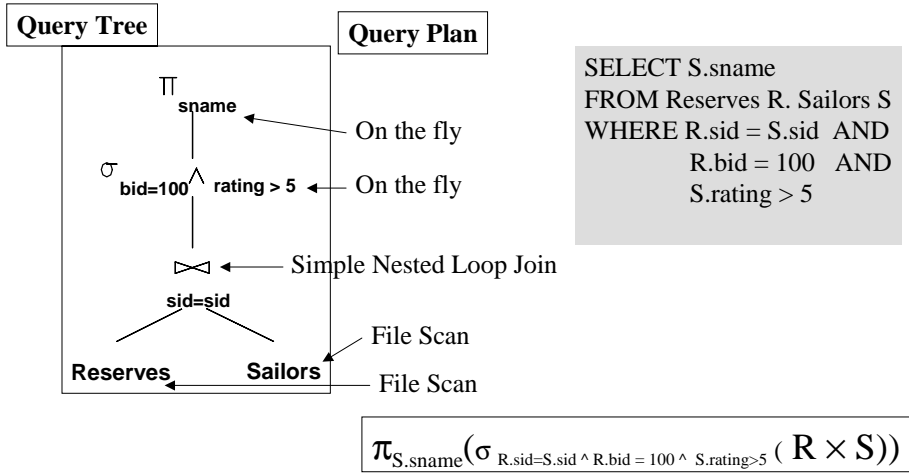 Query Tree
Query Plan
SELECT S.sname
FROM Reserves R. Sailors S
WHERE R.sid = S.sid AND
R.bid = 100 AND
S.rating > 5
π sname
On the fly
σ bid=100 ^ rating > 5
On the fly
⋈ Simple Nested Loop Join
sid=sid
File Scan
Reserves Sailors
File Scan
πS.sname(σ R.sid=S.sid ^ R.bid = 100 ^ S.rating>5 ( R × S))